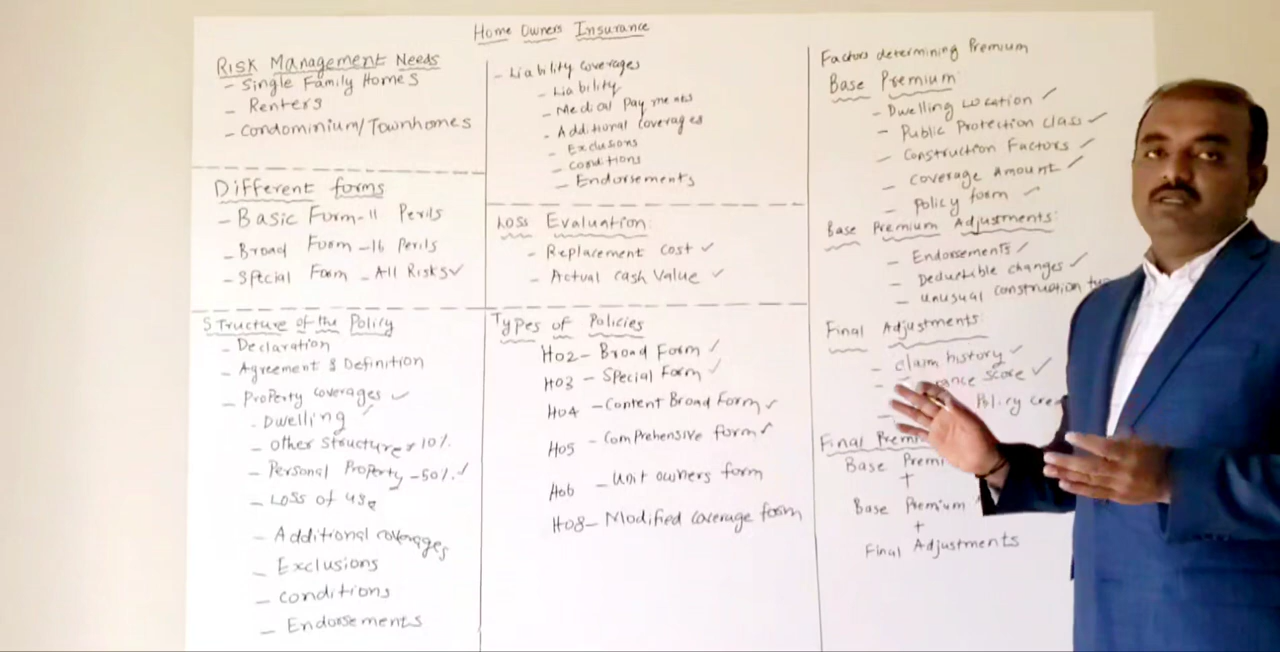 Home Owners Insurance
Risk Management Needs
- Single Family Homes
- Renters
- Condominium/Townhomes
Different forms
- Basic Form - 11 Perils
- Broad Form - 16 Perils
- Special Form - All Risks ✓
Structure of the Policy
- Declaration
- Agreement & Definition
- Property coverages ✓
- Dwelling ✓
- Other structure 10%
- Personal Property - 50% ✓
- Loss of use
- Additional coverages
- Exclusions
- conditions
- Endorsements
- Liability coverages
- Liability
- Medical Payments
- Additional coverages
- Exclusions
- conditions
- Endorsements
Loss Evaluation:
- Replacement cost ✓
- Actual cash value ✓
Types of Policies
HO2 - Broad Form ✓
HO3 - Special Form ✓
HO4 - Content Broad Form ✓
HO5 - Comprehensive form ✓
HO6 - Unit owners form
HO8 - Modified coverage form
Factors determining Premium
Base Premium:
- Dwelling Location ✓
- Public Protection class ✓
- Construction Factors ✓
- Coverage Amount ✓
- Policy form ✓
Base Premium Adjustments:
- Endorsements ✓
- Deductible changes ✓
- unusual construction
Final Adjustments:
- claim history ✓
- score ✓
- Policy
Final
Base
+
Base Premium
+
Final Adjustments